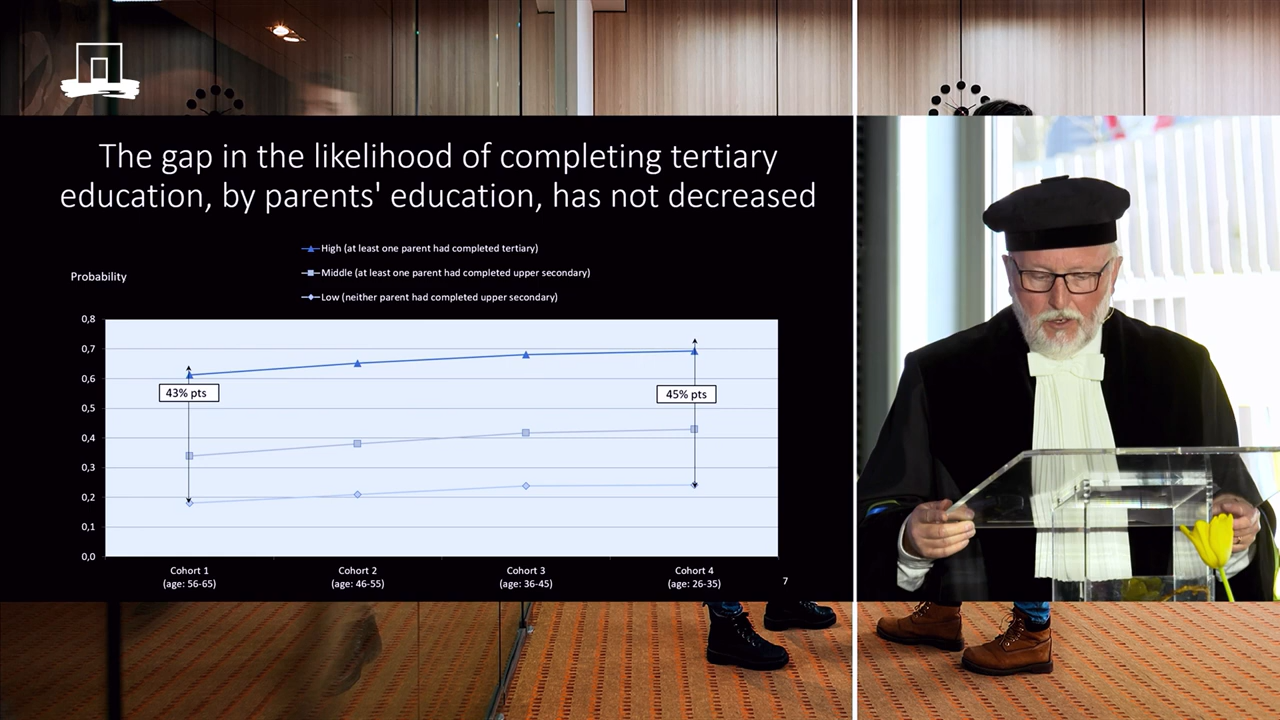 The gap in the likelihood of completing tertiary
education, by parents' education, has not decreased
High (at least one parent had completed tertiary)
Probability
Middle (at least one parent had completed upper secondary)
Low (neither parent had completed upper secondary)
0,8
0,7
0,6
0,5
0,4
0,3
0,2
0,1
0,0
43% pts
45% pts
Cohort 1
(age: 56-65)
Cohort 2
(age: 46-55)
Cohort 3
(age: 36-45)
Cohort 4
(age: 26-35)
7